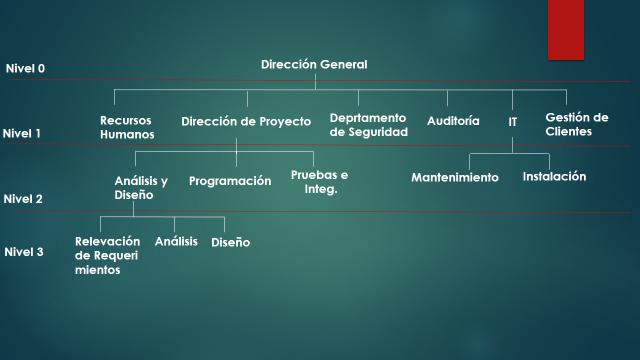 Dirección General
Nivel 0
Recursos
Humanos
Dirección de Proyecto
Deprtamento
de Seguridad
Auditoría
IT
Gestión de
Clientes
Nivel 1
Análisis y
Diseño
Programación
Pruebas e
Integ.
Mantenimiento
Instalación
Nivel 2
Relevación
de Requeri
mientos
Análisis
Diseño
Nivel 3